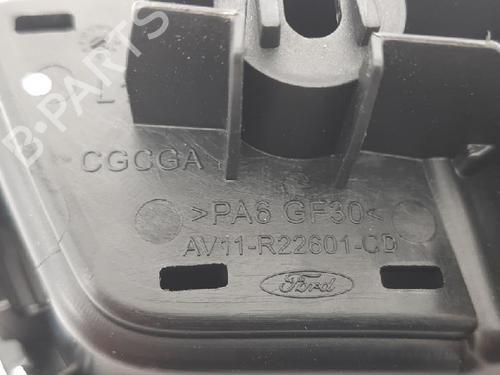 B-PARTS
L
CGCGA
>PA6 GF30<
AV11-R22601-CD
Ford